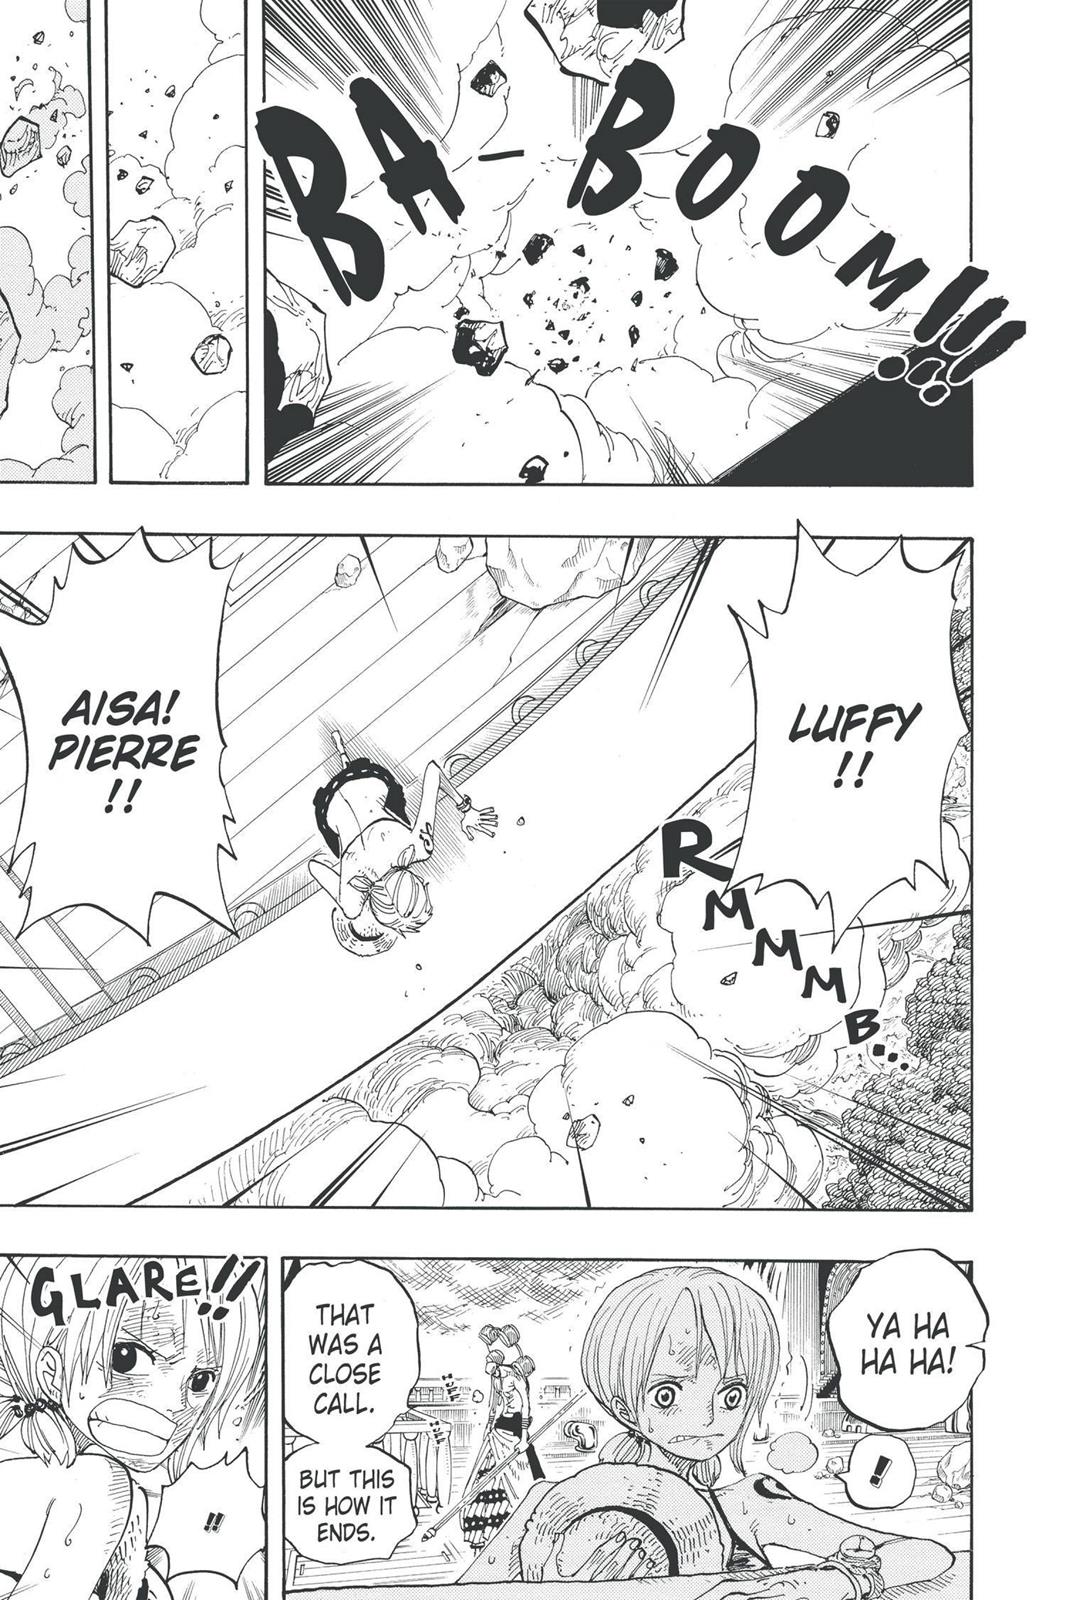 BA-BOOM!!!
LUFFY
!!
RMMMB...
AISA!
PIERRE
!!
YA HA
HA HA!
!
THAT
WAS A
CLOSE
CALL.
BUT THIS
IS HOW IT
ENDS.
GLARE!!
!!